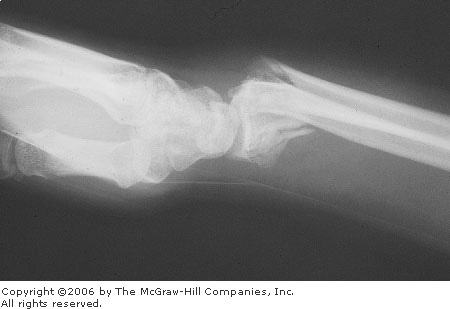 Copyright ©2006 by The McGraw-Hill Companies, Inc.
All rights reserved.